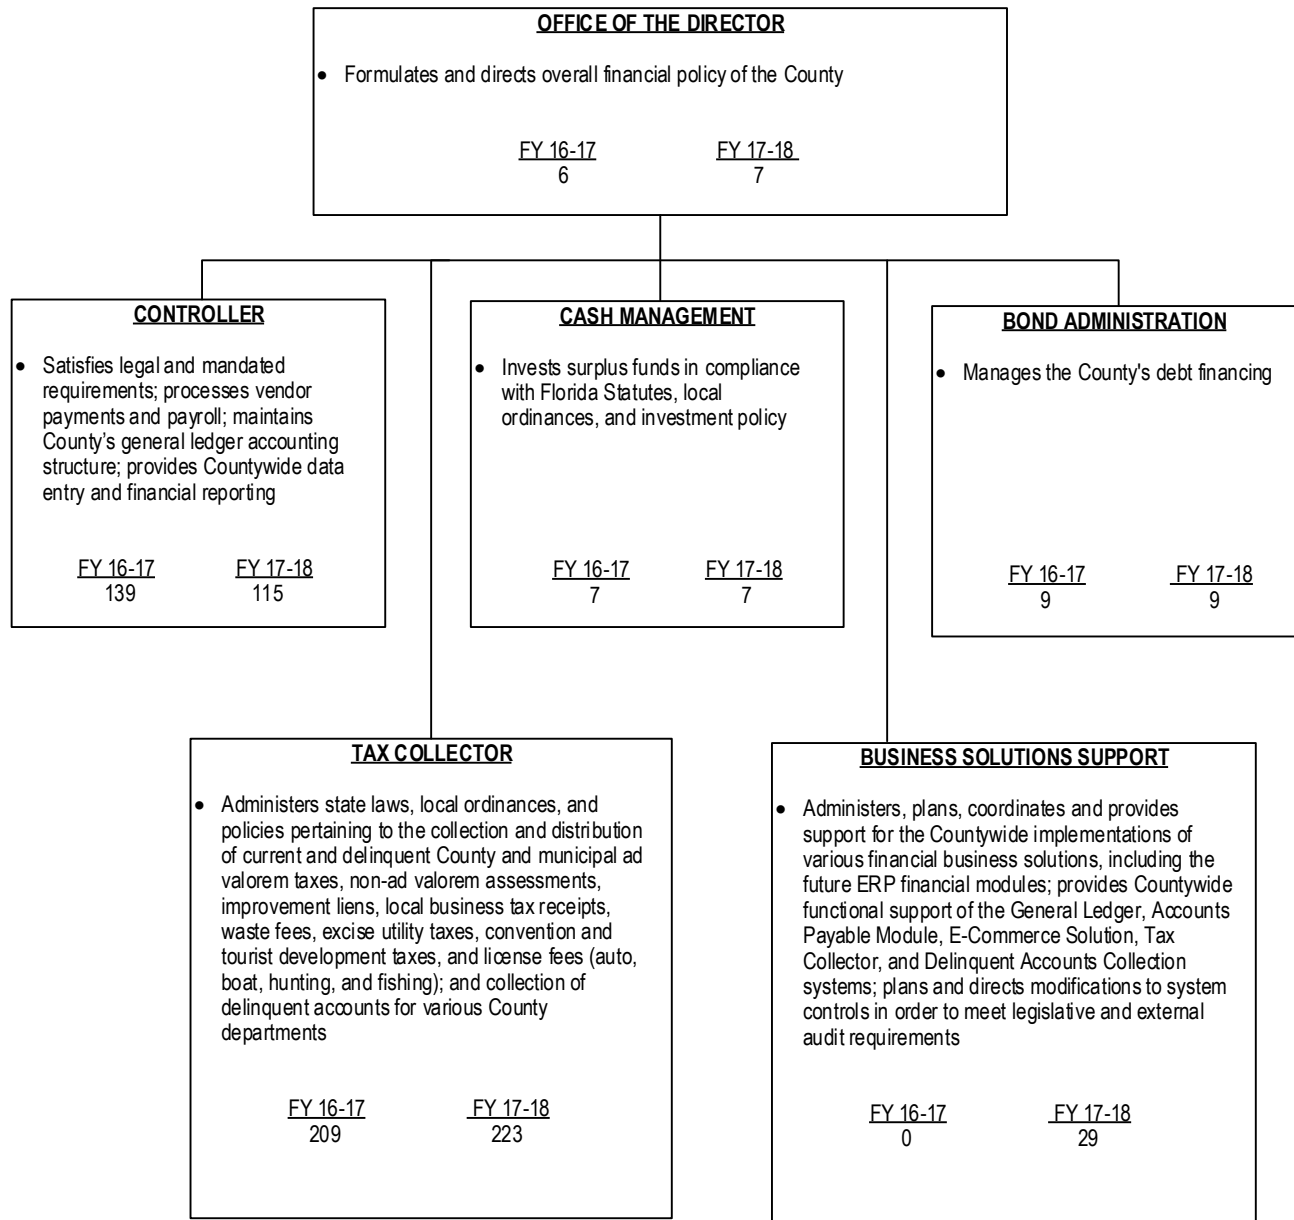 OFFICE OF THE DIRECTOR
• Formulates and directs overall financial policy of the County
FY 16-17 FY 17-18
6 7
CONTROLLER
• Satisfies legal and mandated
requirements; processes vendor
payments and payroll; maintains
County’s general ledger accounting
structure; provides Countywide data
entry and financial reporting
FY 16-17 FY 17-18
139 115
CASH MANAGEMENT
• Invests surplus funds in compliance
with Florida Statutes, local
ordinances, and investment policy
FY 16-17 FY 17-18
7 7
BOND ADMINISTRATION
• Manages the County's debt financing
FY 16-17 FY 17-18
9 9
TAX COLLECTOR
• Administers state laws, local ordinances, and
policies pertaining to the collection and distribution
of current and delinquent County and municipal ad
valorem taxes, non-ad valorem assessments,
improvement liens, local business tax receipts,
waste fees, excise utility taxes, convention and
tourist development taxes, and license fees (auto,
boat, hunting, and fishing); and collection of
delinquent accounts for various County
departments
FY 16-17 FY 17-18
209 223
BUSINESS SOLUTIONS SUPPORT
• Administers, plans, coordinates and provides
support for the Countywide implementations of
various financial business solutions, including the
future ERP financial modules; provides Countywide
functional support of the General Ledger, Accounts
Payable Module, E-Commerce Solution, Tax
Collector, and Delinquent Accounts Collection
systems; plans and directs modifications to system
controls in order to meet legislative and external
audit requirements
FY 16-17 FY 17-18
0 29